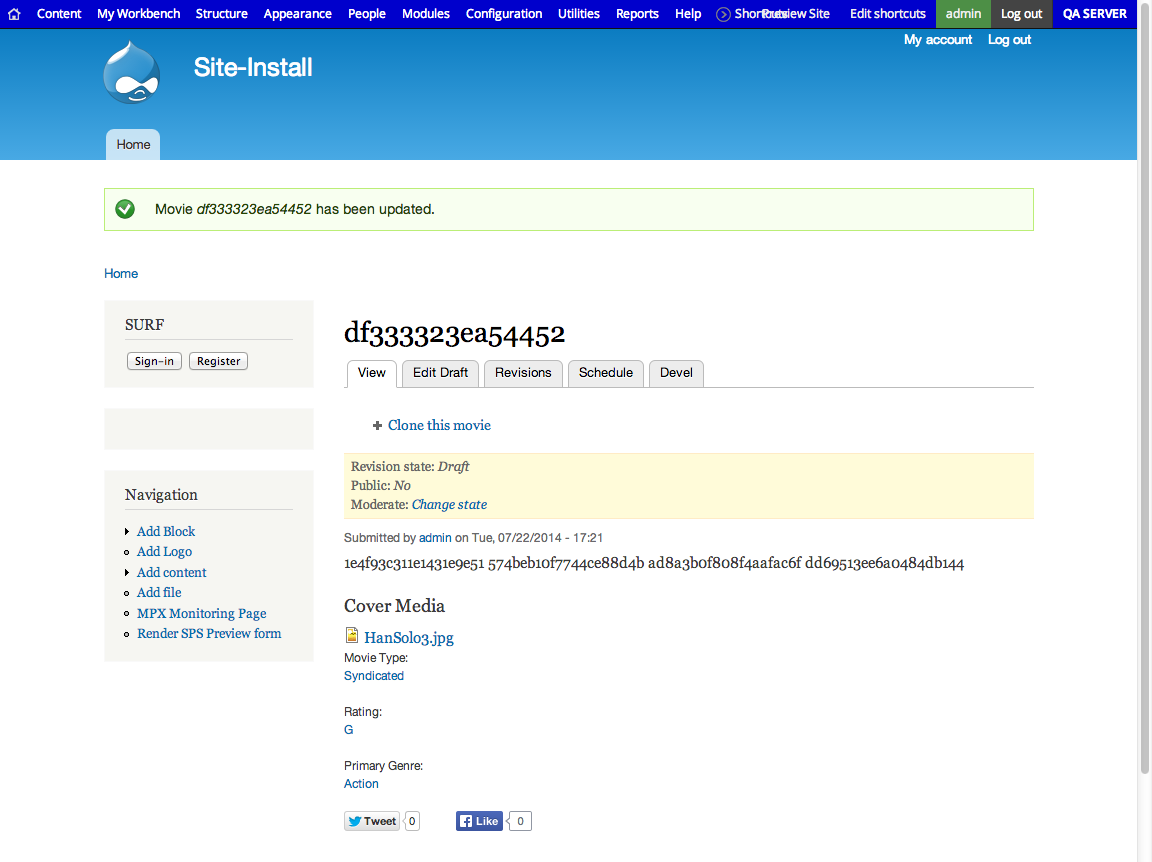 Content My Workbench Structure Appearance People Modules Configuration Utilities Reports Help Shortcuts Preview Site Edit shortcuts admin Log out QA SERVER
My account Log out
Site-Install
Home
Movie df333323ea54452 has been updated.
Home
SURF
Sign-in Register
Navigation
Add Block
Add Logo
Add content
Add file
MPX Monitoring Page
Render SPS Preview form
df333323ea54452
View Edit Draft Revisions Schedule Devel
Clone this movie
Revision state: Draft
Public: No
Moderate: Change state
Submitted by admin on Tue, 07/22/2014 - 17:21
1e4f93c311e1431e9e51 574beb10f7744ce88d4b ad8a3b0f808f4aafac6f dd69513ee6a0484db144
Cover Media
HanSolo3.jpg
Movie Type:
Syndicated
Rating:
G
Primary Genre:
Action
Tweet 0 Like 0